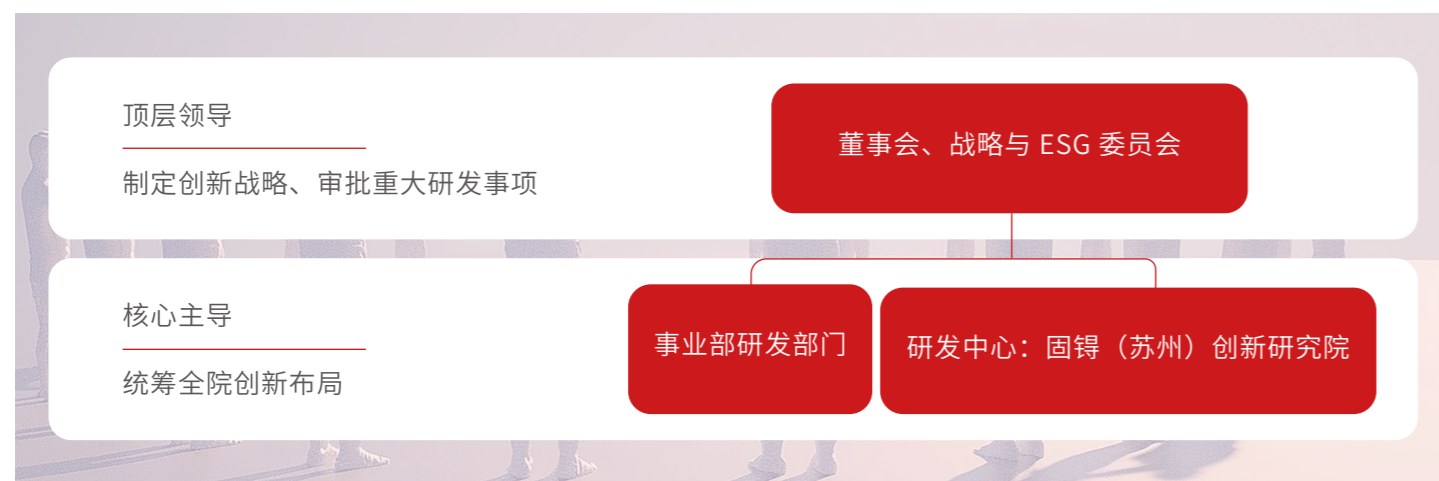 顶层领导
制定创新战略、审批重大研发事项
董事会、战略与 ESG 委员会
核心主导
统筹全院创新布局
事业部研发部门
研发中心：固锝（苏州）创新研究院